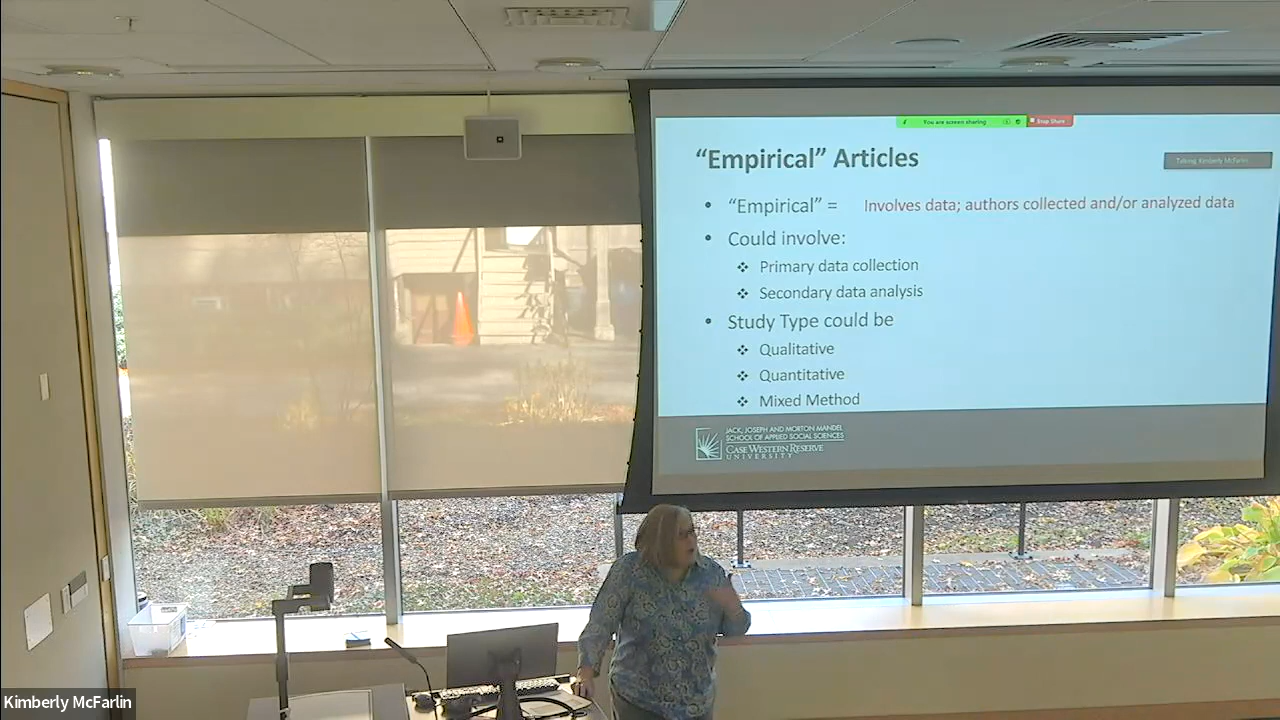 You are screen sharing
Stop Share
"Empirical" Articles
Talking: Kimberly McFarlin
• "Empirical" = Involves data; authors collected and/or analyzed data
• Could involve:
❖ Primary data collection
❖ Secondary data analysis
• Study Type could be
❖ Qualitative
❖ Quantitative
❖ Mixed Method
JACK, JOSEPH AND MORTON MANDEL
SCHOOL OF APPLIED SOCIAL SCIENCES
CASE WESTERN RESERVE
UNIVERSITY
Kimberly McFarlin